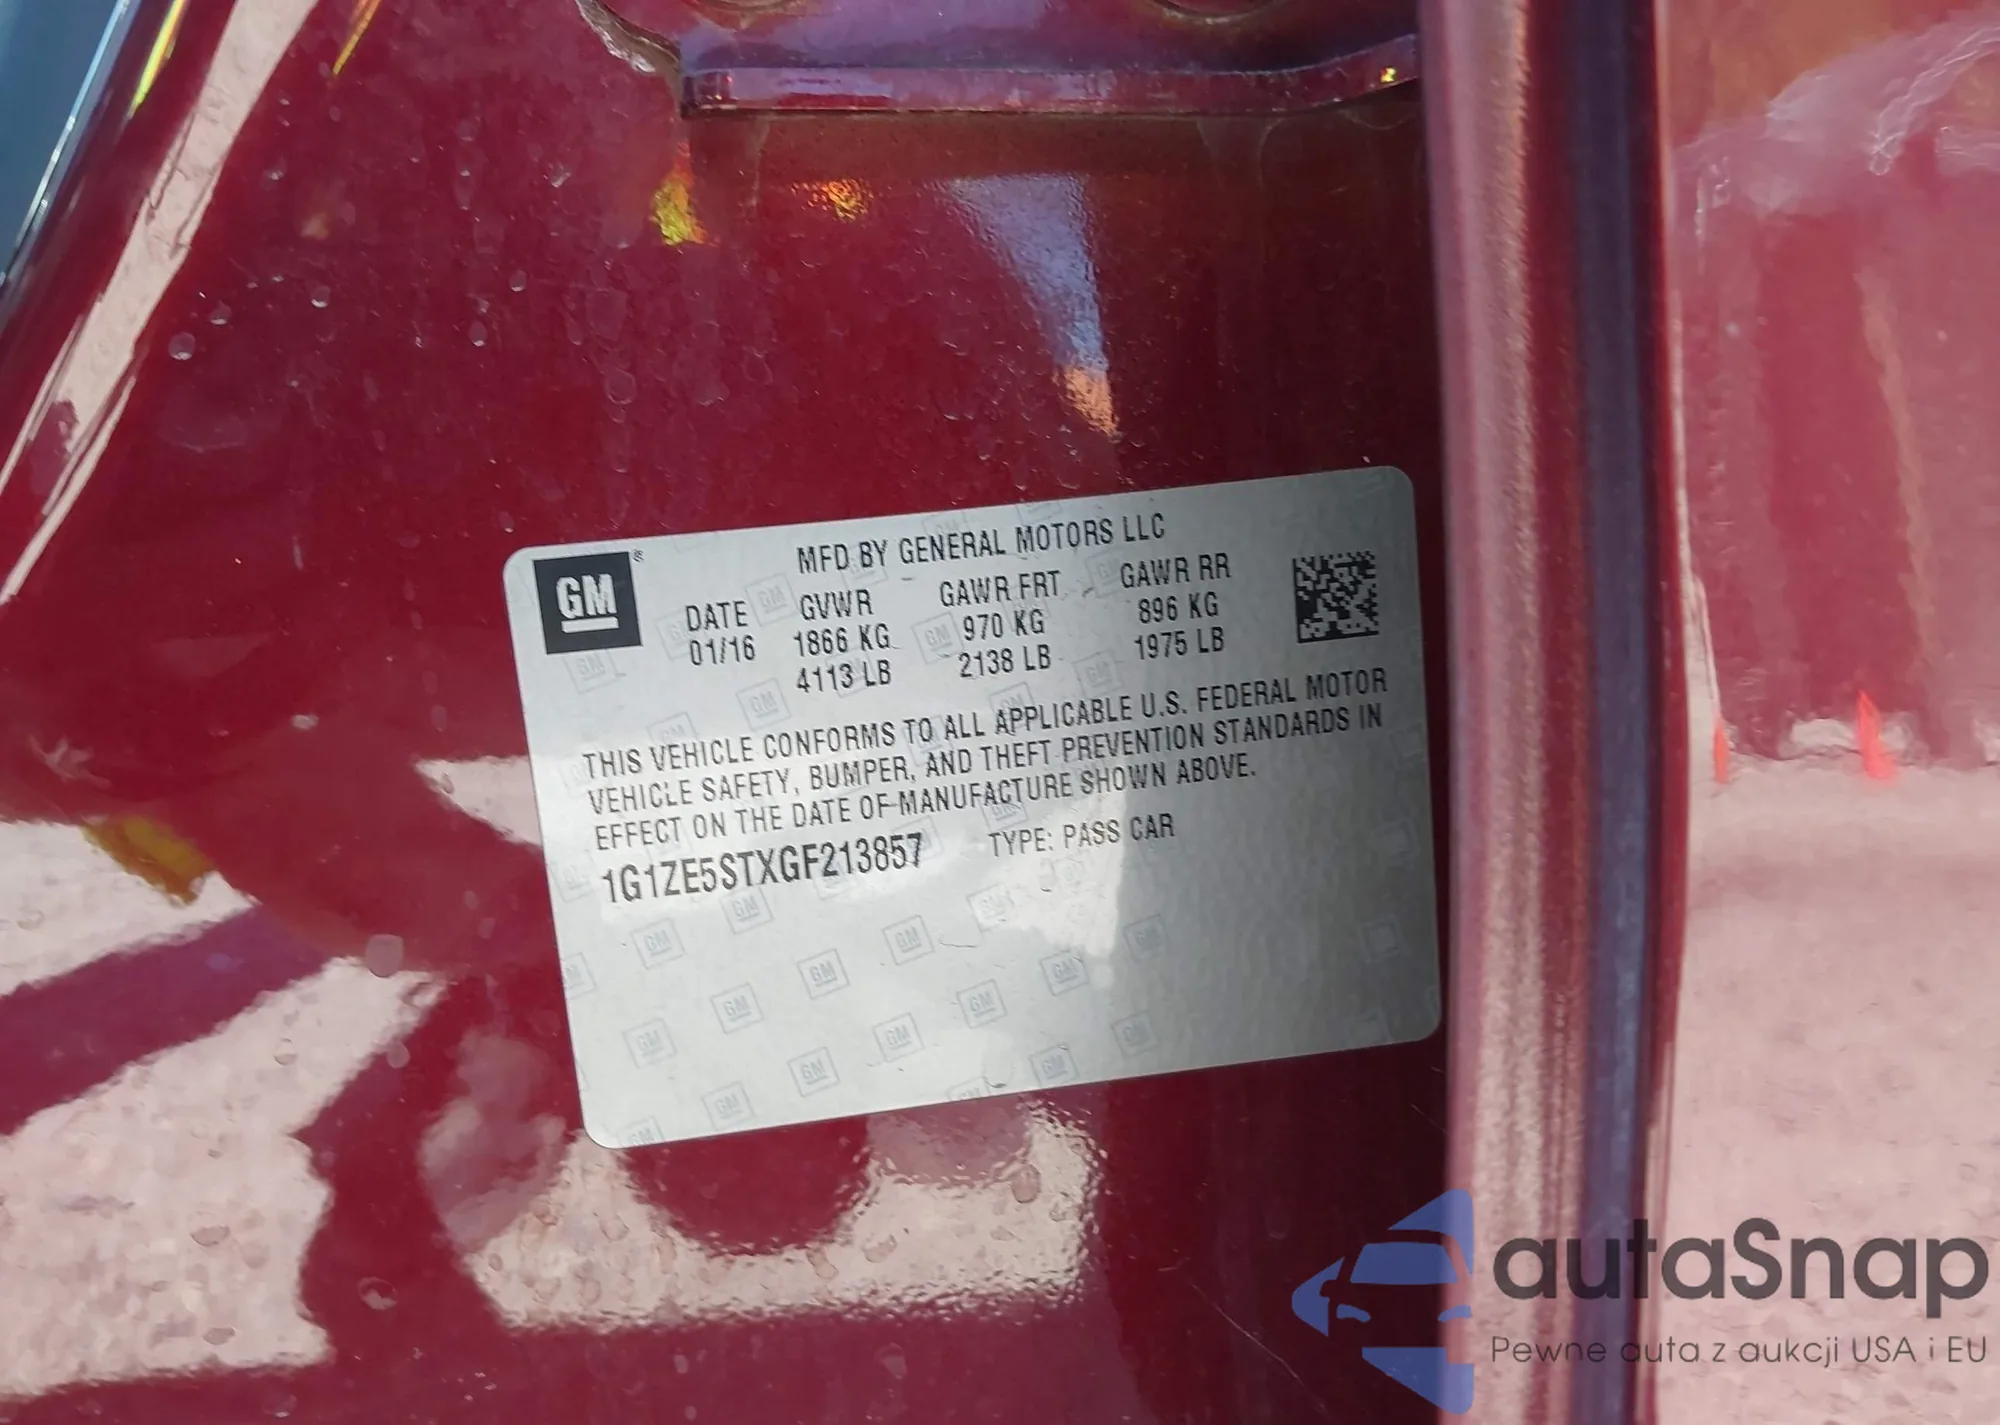 GM
MFD BY GENERAL MOTORS LLC
DATE GVWR GAWR FRT GAWR RR
01/16 1866 KG 970 KG 896 KG
4113 LB 2138 LB 1975 LB
THIS VEHICLE CONFORMS TO ALL APPLICABLE U.S. FEDERAL MOTOR
VEHICLE SAFETY, BUMPER, AND THEFT PREVENTION STANDARDS IN
EFFECT ON THE DATE OF MANUFACTURE SHOWN ABOVE.
1G1ZE5STXGF213857 TYPE: PASS CAR
autaSnap
Pewne auta z aukcji USA i EU